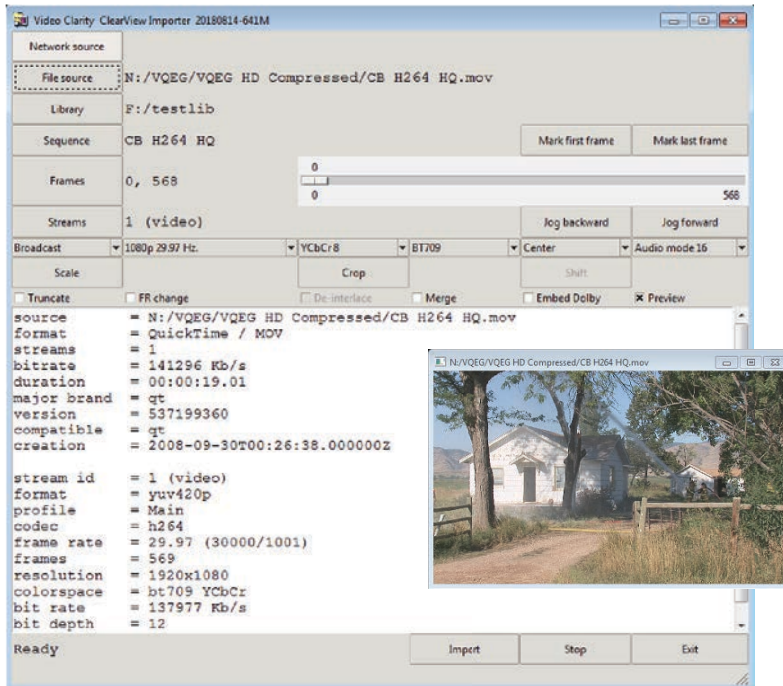 Video Clarity ClearView Importer 20180814-641M
Network source
File source N:/VQEG/VQEG HD Compressed/CB H264 HQ.mov
Library F:/testlib
Sequence CB H264 HQ Mark first frame Mark last frame
0
Frames 0, 568
0 568
Streams 1 (video) Jog backward Jog forward
Broadcast 1080p 29.97 Hz. YCbCr8 BT709 Center Audio mode 16
Scale Crop Shift
Truncate FR change De-interlace Merge Embed Dolby Preview
source = N:/VQEG/VQEG HD Compressed/CB H264 HQ.mov
format = QuickTime / MOV
streams = 1
bitrate = 141296 Kb/s
duration = 00:00:19.01
major brand = qt
version = 537199360
compatible = qt
creation = 2008-09-30T00:26:38.000000Z
stream id = 1 (video)
format = yuv420p
profile = Main
codec = h264
frame rate = 29.97 (30000/1001)
frames = 569
resolution = 1920x1080
colorspace = bt709 YCbCr
bit rate = 137977 Kb/s
bit depth = 12
N:/VQEG/VQEG HD Compressed/CB H264 HQ.mov
Ready Import Stop Exit